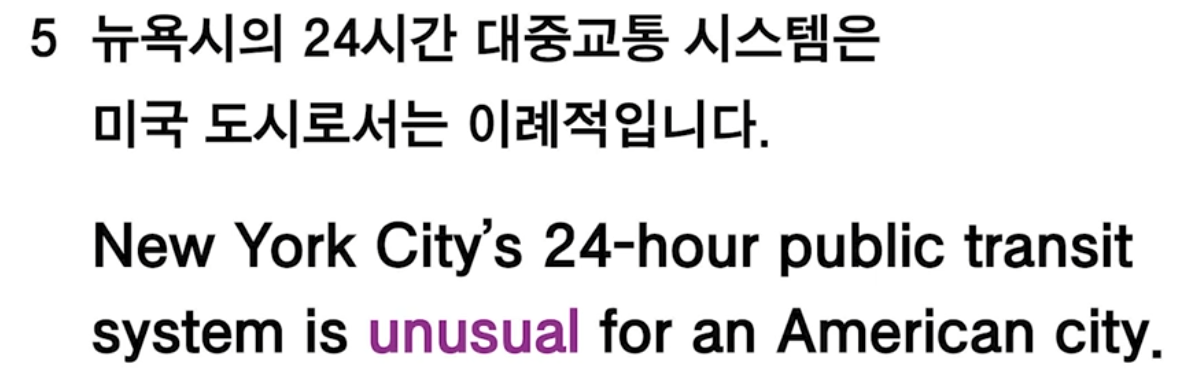 5 뉴욕시의 24시간 대중교통 시스템은
미국 도시로서는 이례적입니다.
New York City’s 24-hour public transit
system is unusual for an American city.